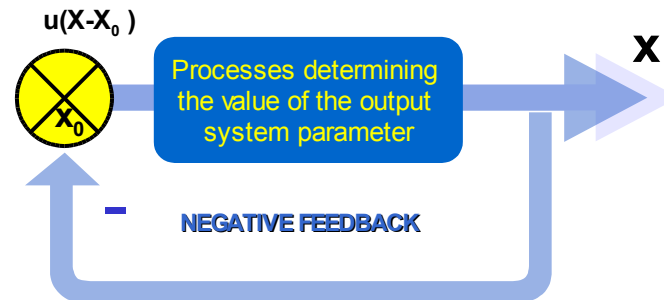 u(X-X₀ )
X
Processes determining
the value of the output
system parameter
X₀
–
NEGATIVE FEEDBACK